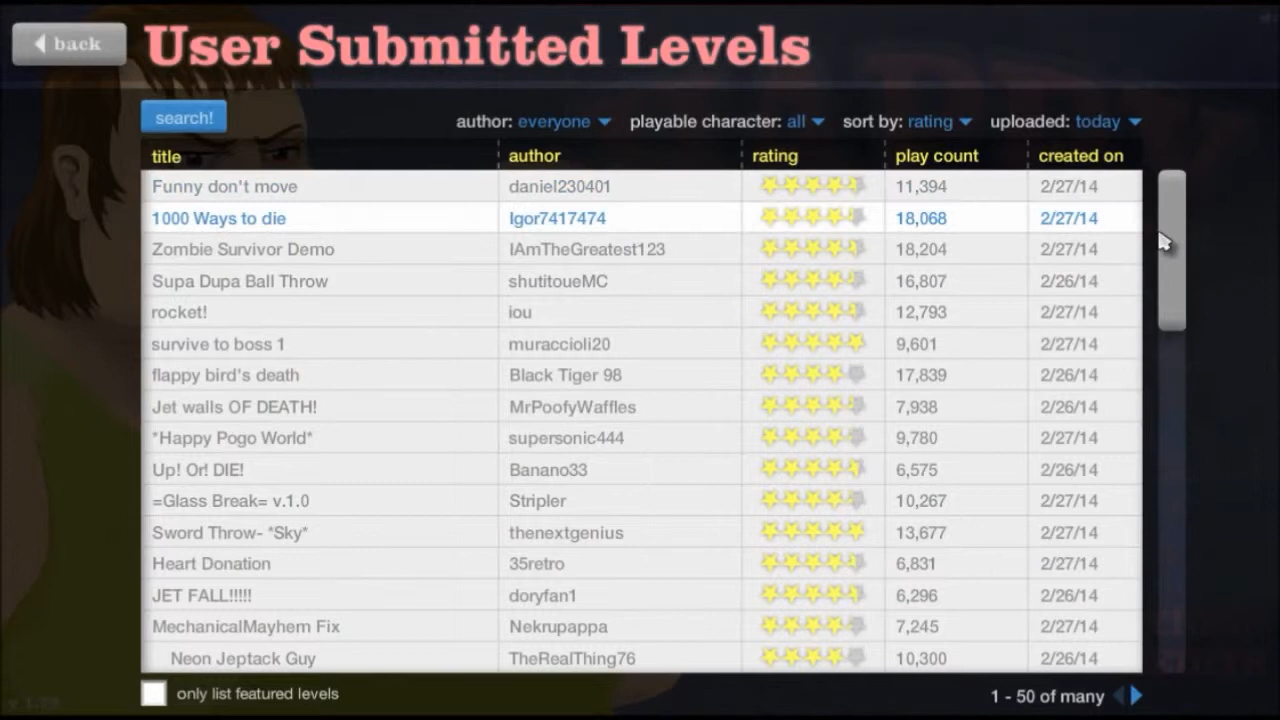 back
User Submitted Levels
search! author: everyone playable character: all sort by: rating uploaded: today
title author rating play count created on
Funny don't move daniel230401 11,394 2/27/14
1000 Ways to die Igor7417474 18,068 2/27/14
Zombie Survivor Demo IAmTheGreatest123 18,204 2/27/14
Supa Dupa Ball Throw shutitoueMC 16,807 2/26/14
rocket! iou 12,793 2/27/14
survive to boss 1 muraccioli20 9,601 2/27/14
flappy bird's death Black Tiger 98 17,839 2/26/14
Jet walls OF DEATH! MrPoofyWaffles 7,938 2/26/14
*Happy Pogo World* supersonic444 9,780 2/27/14
Up! Or! DIE! Banano33 6,575 2/26/14
=Glass Break= v.1.0 Stripler 10,267 2/27/14
Sword Throw- *Sky* thenextgenius 13,677 2/27/14
Heart Donation 35retro 6,831 2/27/14
JET FALL!!!!! doryfan1 6,296 2/26/14
MechanicalMayhem Fix Nekrupappa 7,245 2/27/14
Neon Jeptack Guy TheRealThing76 10,300 2/26/14
only list featured levels 1 - 50 of many